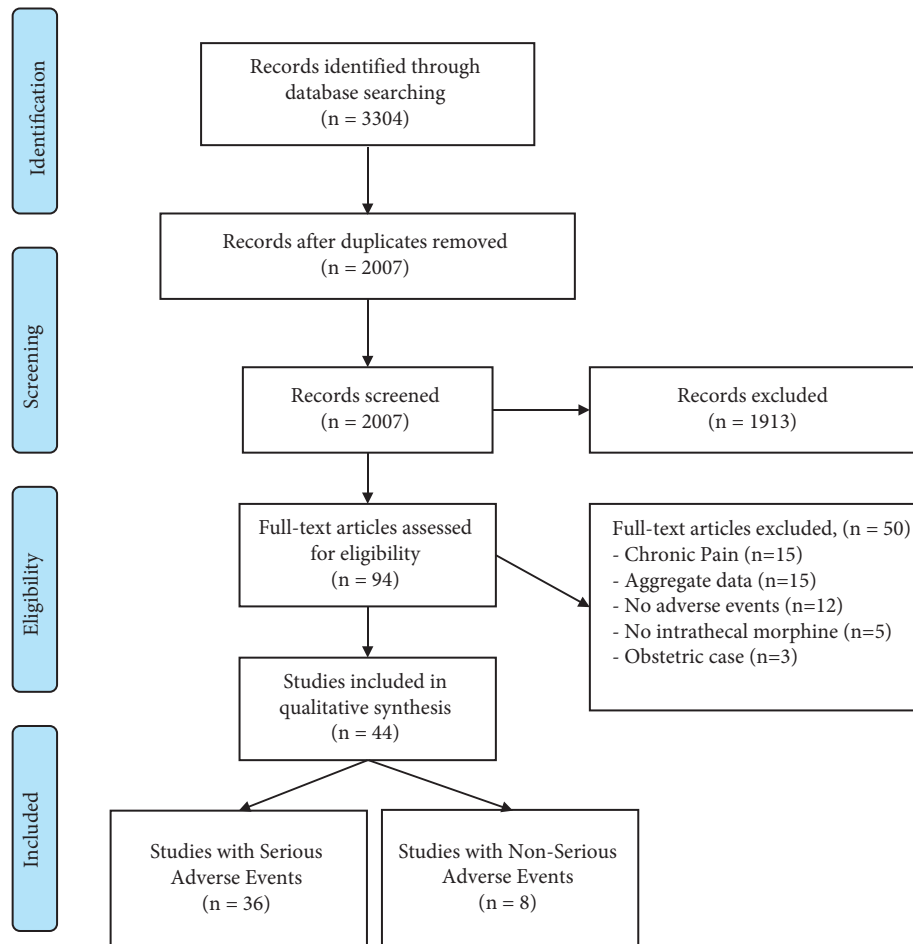 Identification
Records identified through
database searching
(n = 3304)
Records after duplicates removed
(n = 2007)
Screening
Records screened
(n = 2007)
Records excluded
(n = 1913)
Eligibility
Full-text articles assessed
for eligibility
(n = 94)
Full-text articles excluded, (n = 50)
- Chronic Pain (n=15)
- Aggregate data (n=15)
- No adverse events (n=12)
- No intrathecal morphine (n=5)
- Obstetric case (n=3)
Studies included in
qualitative synthesis
(n = 44)
Included
Studies with Serious
Adverse Events
(n = 36)
Studies with Non-Serious
Adverse Events
(n = 8)